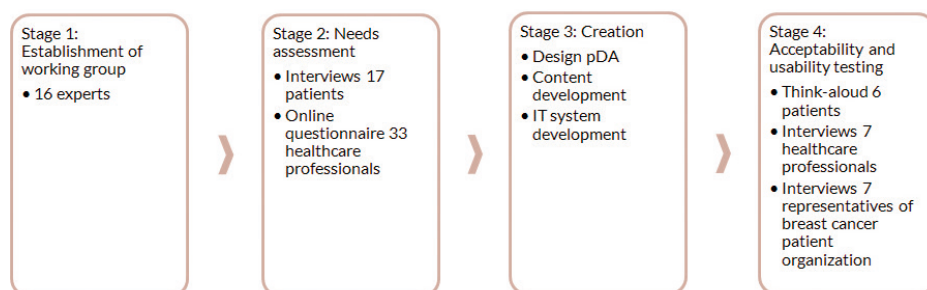 Stage 1:
Establishment of
working group
• 16 experts
Stage 2: Needs
assessment
• Interviews 17
patients
• Online
questionnaire 33
healthcare
professionals
Stage 3: Creation
• Design pDA
• Content
development
• IT system
development
Stage 4:
Acceptability and
usability testing
• Think-aloud 6
patients
• Interviews 7
healthcare
professionals
• Interviews 7
representatives of
breast cancer
patient
organization